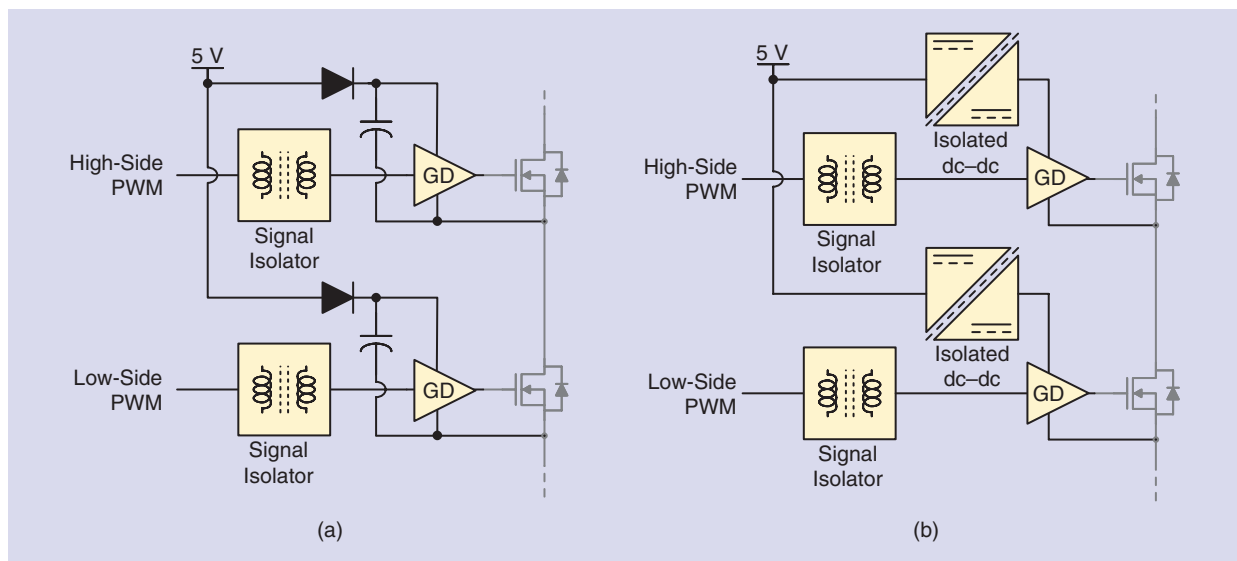 5 V
High-Side
PWM
GD
Signal
Isolator
Low-Side
PWM
GD
Signal
Isolator
(a)
5 V
Isolated
dc–dc
High-Side
PWM
GD
Signal
Isolator
Isolated
dc–dc
Low-Side
PWM
GD
Signal
Isolator
(b)